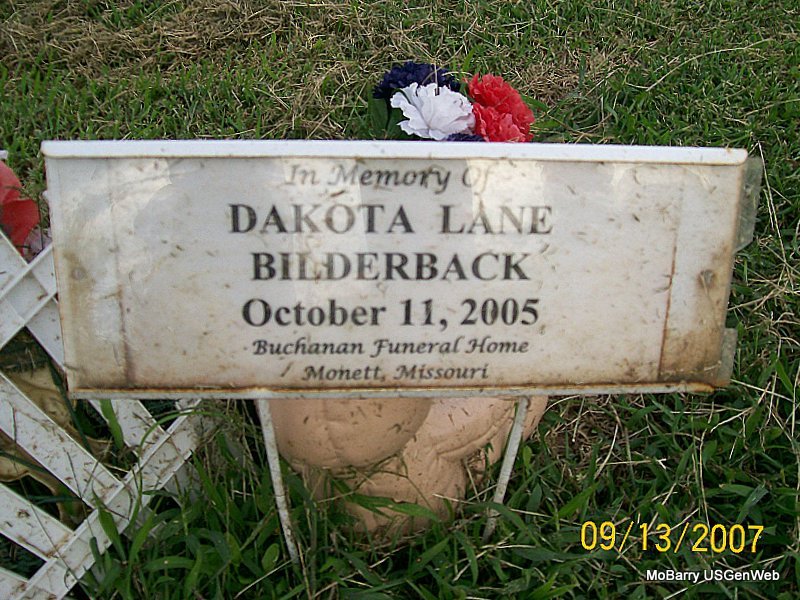 In Memory Of
DAKOTA LANE
BILDERBACK
October 11, 2005
Buchanan Funeral Home
Monett, Missouri
09/13/2007
MoBarry USGenWeb